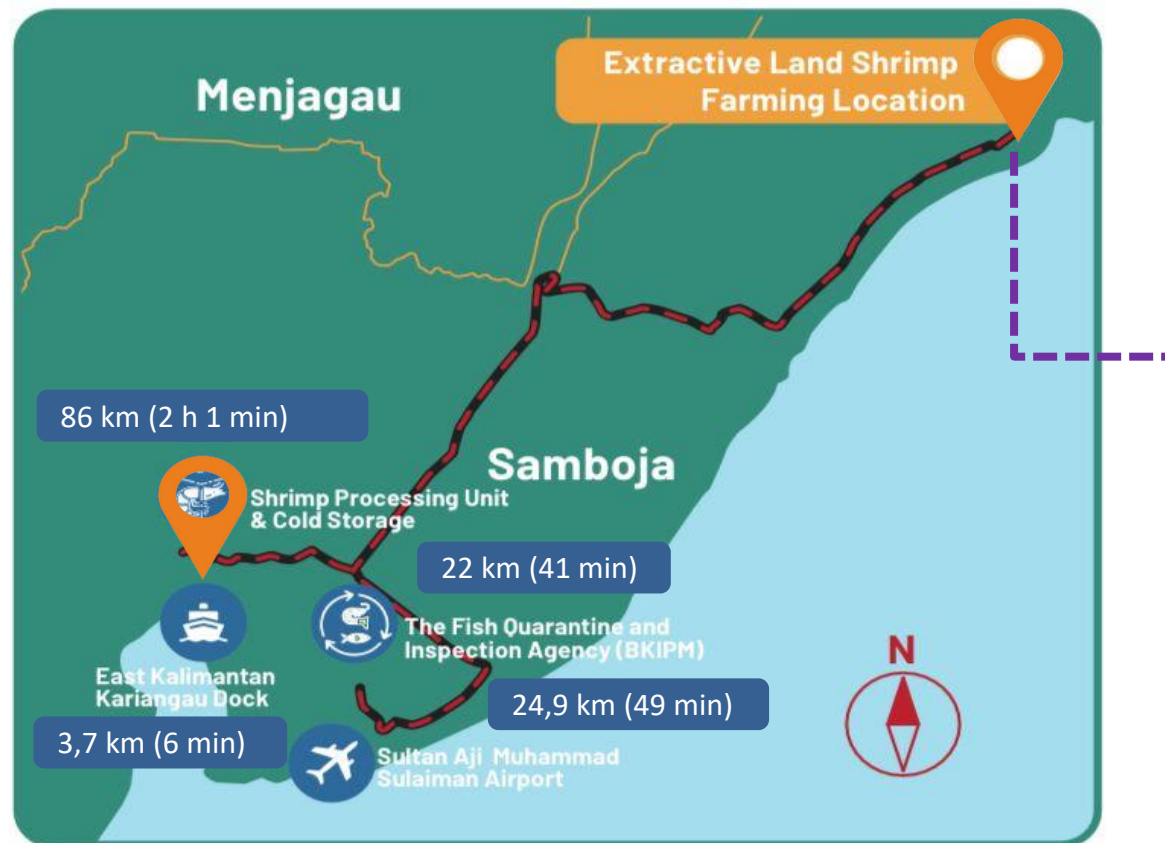 Extractive Land Shrimp
Farming Location
Menjagau
86 km (2 h 1 min)
Samboja
Shrimp Processing Unit
& Cold Storage
22 km (41 min)
The Fish Quarantine and
Inspection Agency (BKIPM)
East Kalimantan
Kariangau Dock
24,9 km (49 min)
3,7 km (6 min)
Sultan Aji Muhammad
Sulaiman Airport
N